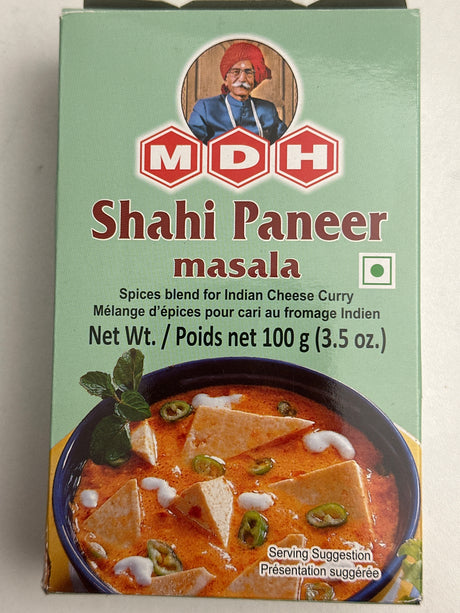 MDH
Shahi Paneer
masala
Spices blend for Indian Cheese Curry
Mélange d'épices pour cari au fromage Indien
Net Wt. / Poids net 100 g (3.5 oz.)
Serving Suggestion
Présentation suggérée